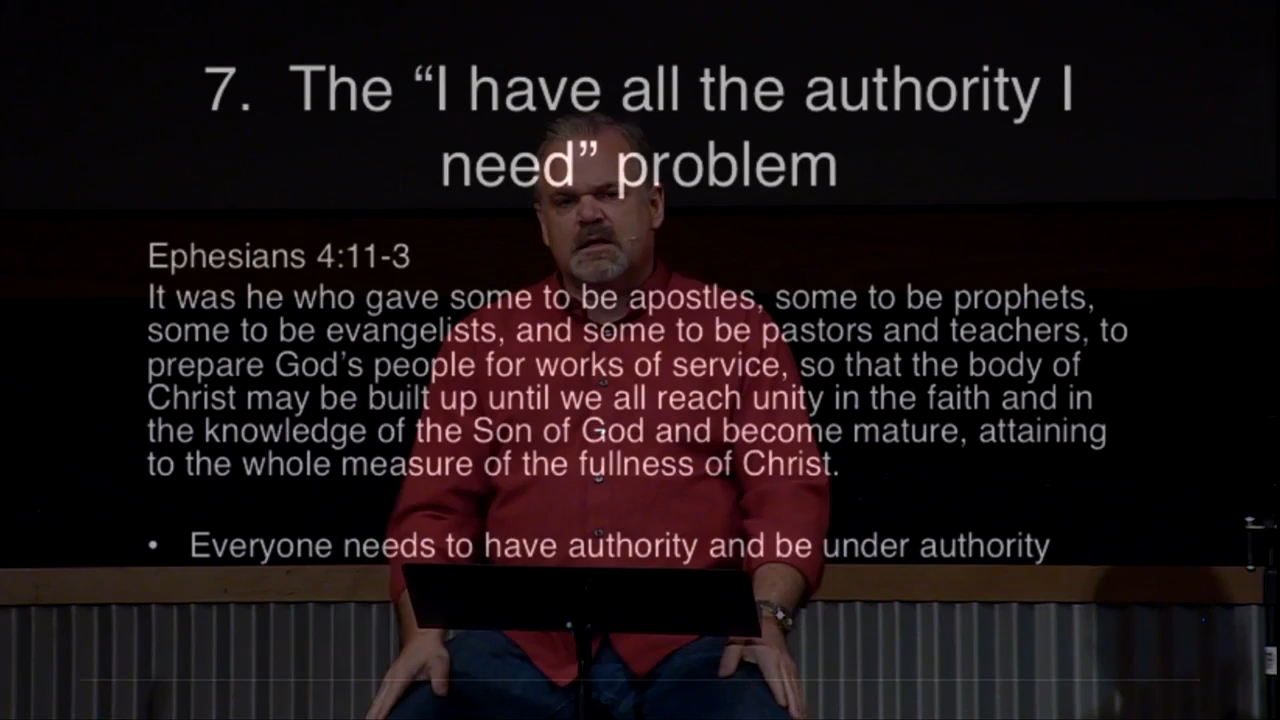 7. The “I have all the authority I
need” problem
Ephesians 4:11-3
It was he who gave some to be apostles, some to be prophets,
some to be evangelists, and some to be pastors and teachers, to
prepare God’s people for works of service, so that the body of
Christ may be built up until we all reach unity in the faith and in
the knowledge of the Son of God and become mature, attaining
to the whole measure of the fullness of Christ.
• Everyone needs to have authority and be under authority